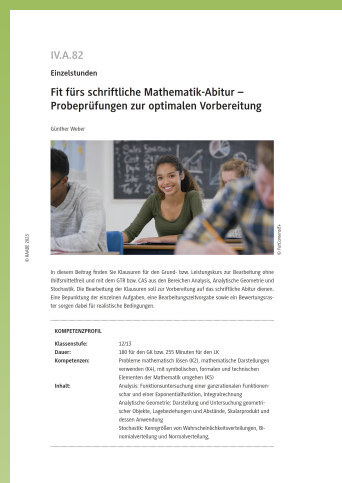 IV.A.82
Einzelstunden
Fit fürs schriftliche Mathematik-Abitur –
Probeprüfungen zur optimalen Vorbereitung
Günther Weber
© RAABE 2023
In diesem Beitrag finden Sie Klausuren für den Grund- bzw. Leistungskurs zur Bearbeitung ohne
Hilfsmittelfrei und mit dem GTR bzw. CAS aus den Bereichen Analysis, Analytische Geometrie und
Stochastik. Die Bearbeitung der Klausuren soll zur Vorbereitung auf das schriftliche Abitur dienen.
Eine Bepunktung der einzelnen Aufgaben, eine Bearbeitungszeitvorgabe sowie ein Bewertungsras-
ter sorgen dabei für realistische Bedingungen.
KOMPETENZPROFIL
Klassenstufe: 12/13
Dauer: 180 für den GK bzw. 255 Minuten für den LK
Kompetenzen: Probleme mathematisch lösen (K2), mathematische Darstellungen
verwenden (K4), mit symbolischen, formalen und technischen
Elementen der Mathematik umgehen (K5)
Inhalt: Analysis: Funktionsuntersuchung einer ganzrationalen Funktionen-
schar und einer Exponentialfunktion, Integralrechnung
Analytische Geometrie: Darstellung und Untersuchung geometri-
scher Objekte, Lagebeziehungen und Abstände, Skalarprodukt und
dessen Anwendung
Stochastik: Kenngrößen von Wahrscheinlichkeitsverteilungen, Bi-
nomialverteilung und Normalverteilung,